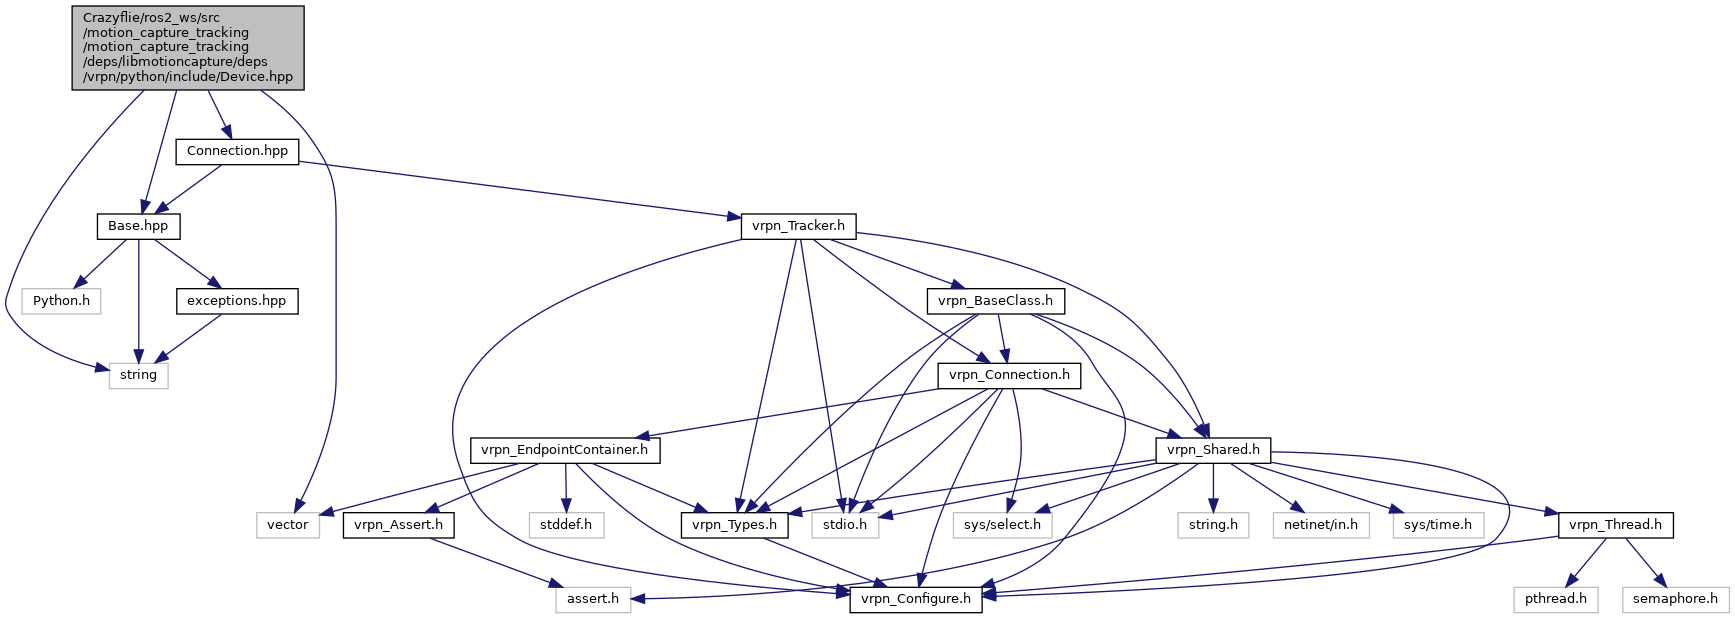 Crazyflie/ros2_ws/src
/motion_capture_tracking
/motion_capture_tracking
/deps/libmotioncapture/deps
/vrpn/python/include/Device.hpp
Connection.hpp
Base.hpp
vrpn_Tracker.h
Python.h
exceptions.hpp
vrpn_BaseClass.h
string
vrpn_Connection.h
vrpn_EndpointContainer.h
vrpn_Shared.h
vector
vrpn_Assert.h
stddef.h
vrpn_Types.h
stdio.h
sys/select.h
string.h
netinet/in.h
sys/time.h
vrpn_Thread.h
assert.h
vrpn_Configure.h
pthread.h
semaphore.h